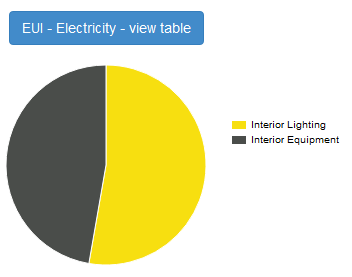 EUI - Electricity - view table
Interior Lighting
Interior Equipment